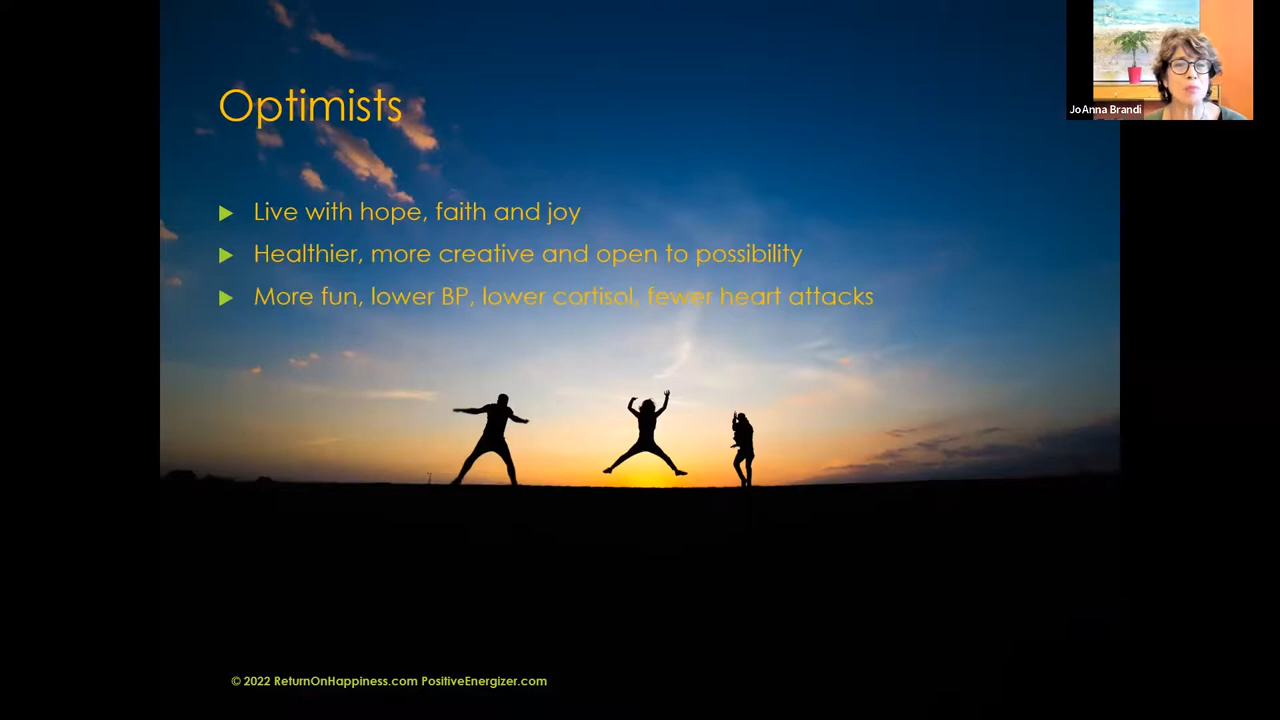 Optimists
Live with hope, faith and joy
Healthier, more creative and open to possibility
More fun, lower BP, lower cortisol, fewer heart attacks
© 2022 ReturnOnHappiness.com PositiveEnergizer.com
JoAnna Brandi